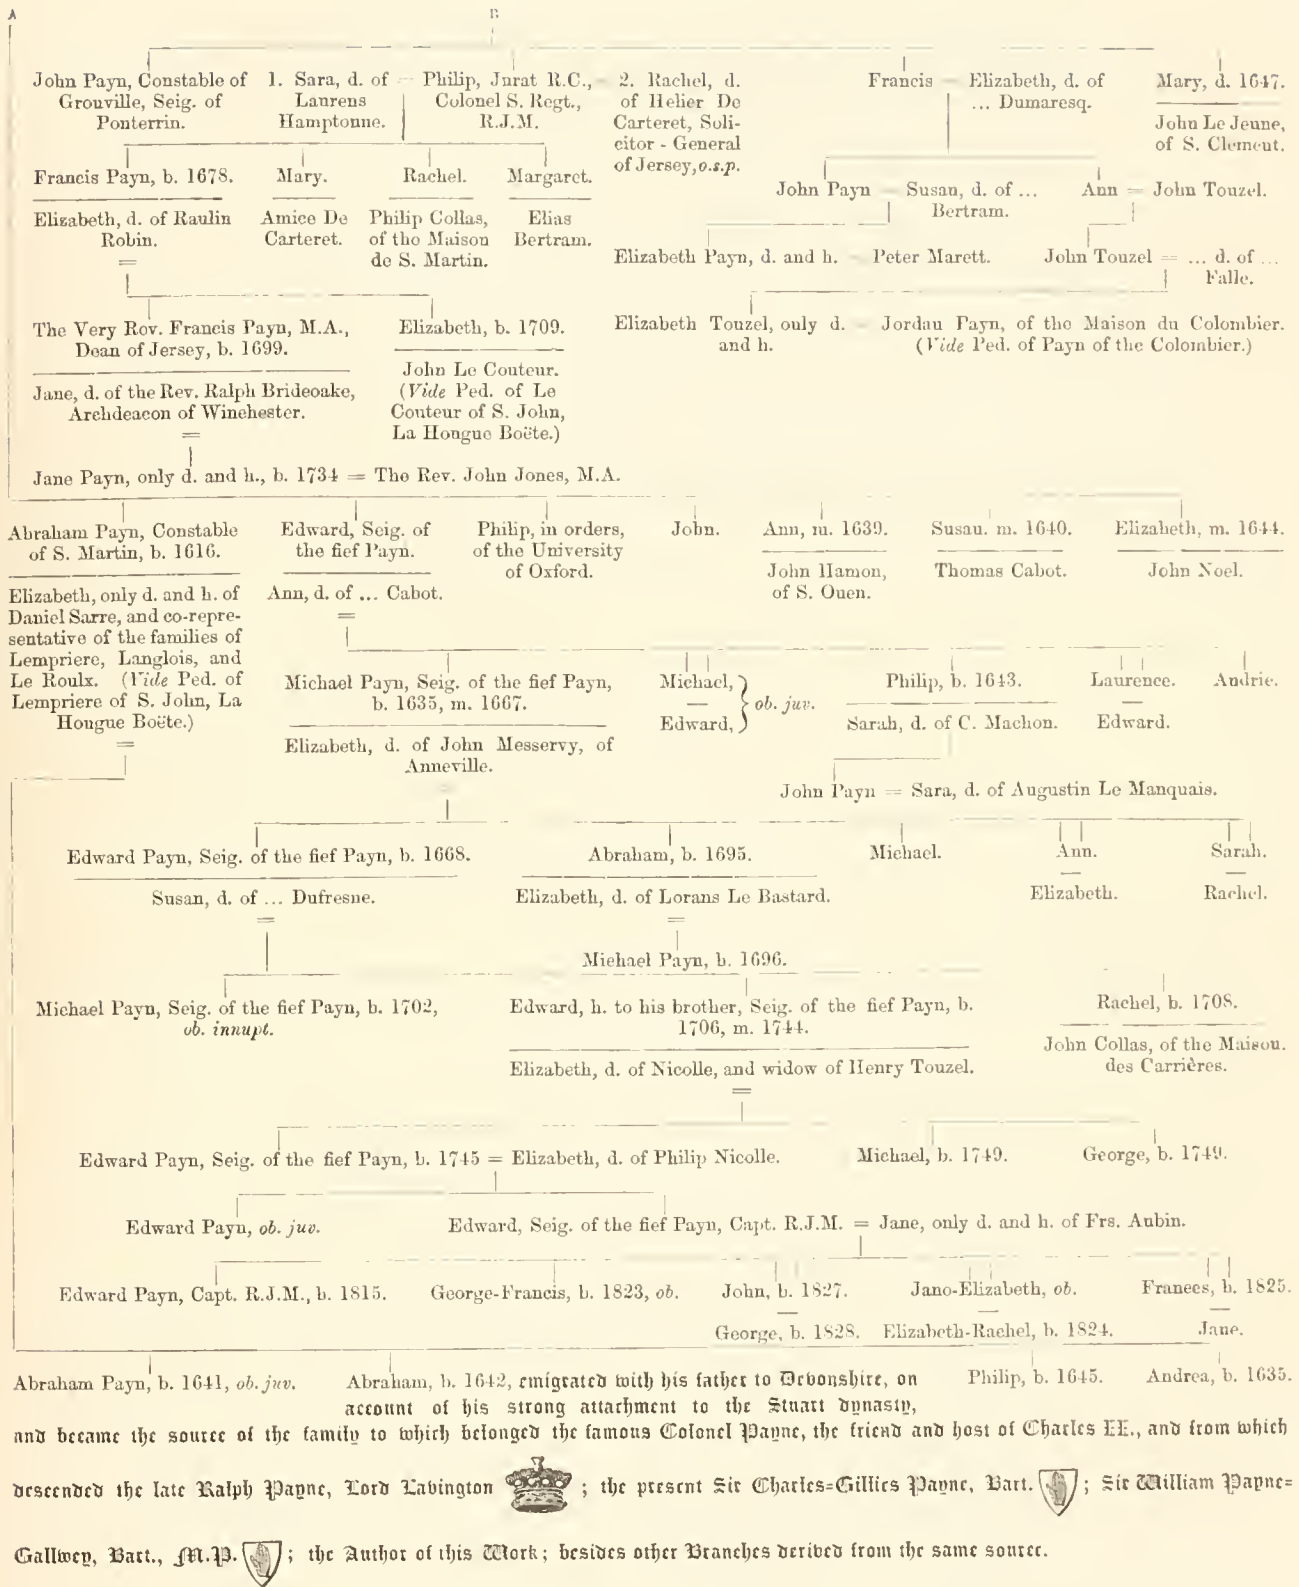 A B
John Payn, Constable of
Grouville, Seig. of
Ponterrin.
1. Sara, d. of
Laurens
Hamptonne.
Philip, Jurat R.C.,
Colonel S. Regt.,
R.J.M.
2. Rachel, d.
of Helier De
Carteret, Soli-
citor - General
of Jersey, o.s.p.
Francis = Elizabeth, d. of
... Dumaresq.
Mary, d. 1647.
John Le Jeune,
of S. Clement.
Francis Payn, b. 1678.
Elizabeth, d. of Raulin
Robin.
=
Mary.
Amice De
Carteret.
Rachel.
Philip Collas,
of the Maison
de S. Martin.
Margaret.
Elias
Bertram.
John Payn = Susan, d. of ...
Bertram.
Ann = John Touzel.
Elizabeth Payn, d. and h. = Peter Marett.
John Touzel = ... d. of ...
Falle.
The Very Rev. Francis Payn, M.A.,
Dean of Jersey, b. 1699.
Jane, d. of the Rev. Ralph Brideoake,
Archdeacon of Winchester.
=
Elizabeth, b. 1709.
John Le Couteur.
(Vide Ped. of Le
Couteur of S. John,
La Hougue Boëte.)
Elizabeth Touzel, only d.
and h.
Jordan Payn, of the Maison du Colombier.
(Vide Ped. of Payn of the Colombier.)
Jane Payn, only d. and h., b. 1734 = The Rev. John Jones, M.A.
Abraham Payn, Constable
of S. Martin, b. 1616.
Elizabeth, only d. and h. of
Daniel Sarre, and co-repre-
sentative of the families of
Lempriere, Langlois, and
Le Roulx. (Vide Ped. of
Lempriere of S. John, La
Hougue Boëte.)
=
Edward, Seig. of
the fief Payn.
Ann, d. of ... Cabot.
=
Philip, in orders,
of the University
of Oxford.
John.
Ann, m. 1639.
John Hamon,
of S. Ouen.
Susan. m. 1640.
Thomas Cabot.
Elizabeth, m. 1644.
John Noel.
Michael Payn, Seig. of the fief Payn,
b. 1635, m. 1667.
Elizabeth, d. of John Messervy, of
Anneville.
Michael,
—
Edward, } ob. juv.
Philip, b. 1643.
Sarah, d. of C. Machon.
Laurence.
—
Edward.
Andrie.
John Payn = Sara, d. of Augustin Le Manquais.
Edward Payn, Seig. of the fief Payn, b. 1668.
Susan, d. of ... Dufresne.
=
Abraham, b. 1695.
Elizabeth, d. of Lorans Le Bastard.
=
Michael.
Ann.
—
Elizabeth.
Sarah.
—
Rachel.
Michael Payn, b. 1696.
Michael Payn, Seig. of the fief Payn, b. 1702,
ob. innupt.
Edward, h. to his brother, Seig. of the fief Payn, b.
1706, m. 1744.
Elizabeth, d. of Nicolle, and widow of Henry Touzel.
=
Rachel, b. 1708.
John Collas, of the Maison.
des Carrières.
Edward Payn, Seig. of the fief Payn, b. 1745 = Elizabeth, d. of Philip Nicolle.
Michael, b. 1749.
George, b. 1749.
Edward Payn, ob. juv.
Edward, Seig. of the fief Payn, Capt. R.J.M. = Jane, only d. and h. of Frs. Aubin.
Edward Payn, Capt. R.J.M., b. 1815.
George-Francis, b. 1823, ob.
John, b. 1827.
—
George, b. 1828.
Jane-Elizabeth, ob.
—
Elizabeth-Rachel, b. 1824.
Frances, b. 1825.
—
Jane.
Abraham Payn, b. 1641, ob. juv.
Abraham, b. 1642, emigrated with his father to Devonshire, on
account of his strong attachment to the Stuart dynasty,
Philip, b. 1645.
Andrea, b. 1635.
and became the source of the family to which belonged the famous Colonel Payne, the friend and host of Charles II., and from which
descended the late Ralph Payne, Lord Labington ; the present Sir Charles=Gillies Payne, Bart. ; Sir William Payne=
Gallwey, Bart., M.P. ; the Author of this Work; besides other Branches derived from the same source.